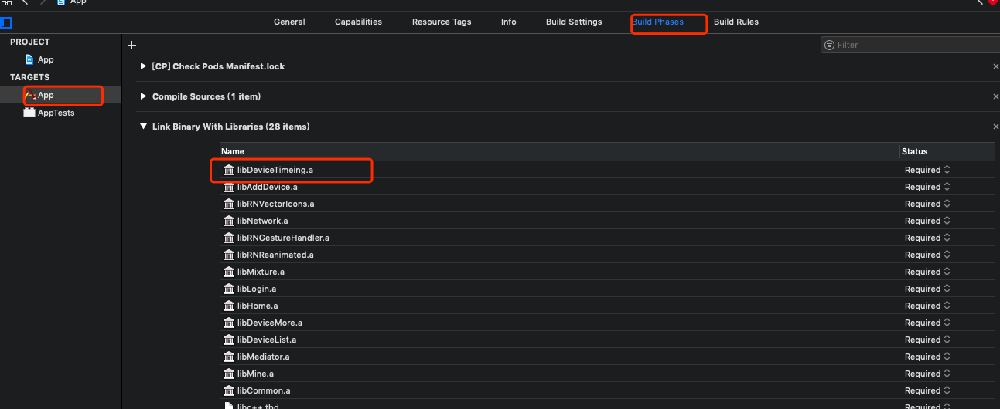 App
General Capabilities Resource Tags Info Build Settings Build Phases Build Rules
PROJECT
App
TARGETS
App
AppTests
Filter
[CP] Check Pods Manifest.lock
Compile Sources (1 item)
Link Binary With Libraries (28 items)
Name Status
libDeviceTimeing.a Required
libAddDevice.a Required
libRNVectorIcons.a Required
libNetwork.a Required
libRNGestureHandler.a Required
libRNReanimated.a Required
libMixture.a Required
libLogin.a Required
libHome.a Required
libDeviceMore.a Required
libDeviceList.a Required
libMediator.a Required
libMine.a Required
libCommon.a Required
libc++.tbd Required